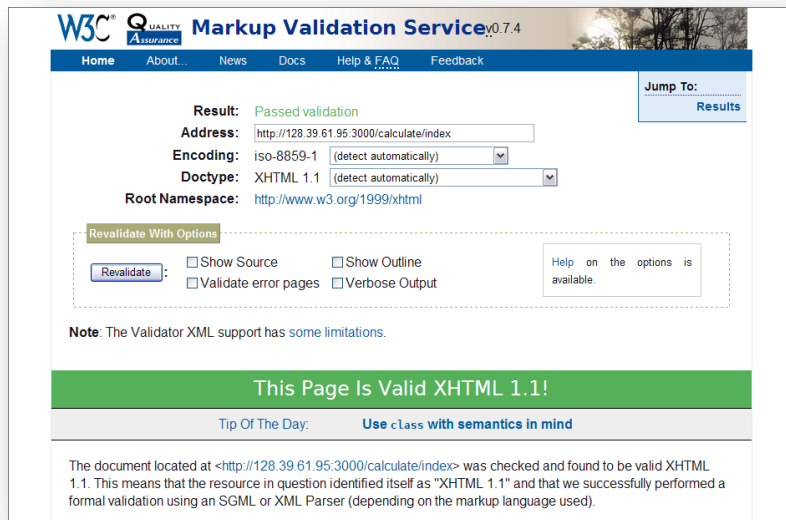 W3C® QUALITY Assurance Markup Validation Service v0.7.4
Home About... News Docs Help & FAQ Feedback
Jump To:
Results
Result: Passed validation
Address: http://128.39.61.95:3000/calculate/index
Encoding: iso-8859-1 (detect automatically)
Doctype: XHTML 1.1 (detect automatically)
Root Namespace: http://www.w3.org/1999/xhtml
Revalidate With Options
Revalidate : Show Source Show Outline
Validate error pages Verbose Output
Help on the options is
available.
Note: The Validator XML support has some limitations.
This Page Is Valid XHTML 1.1!
Tip Of The Day: Use class with semantics in mind
The document located at <http://128.39.61.95:3000/calculate/index> was checked and found to be valid XHTML
1.1. This means that the resource in question identified itself as "XHTML 1.1" and that we successfully performed a
formal validation using an SGML or XML Parser (depending on the markup language used).